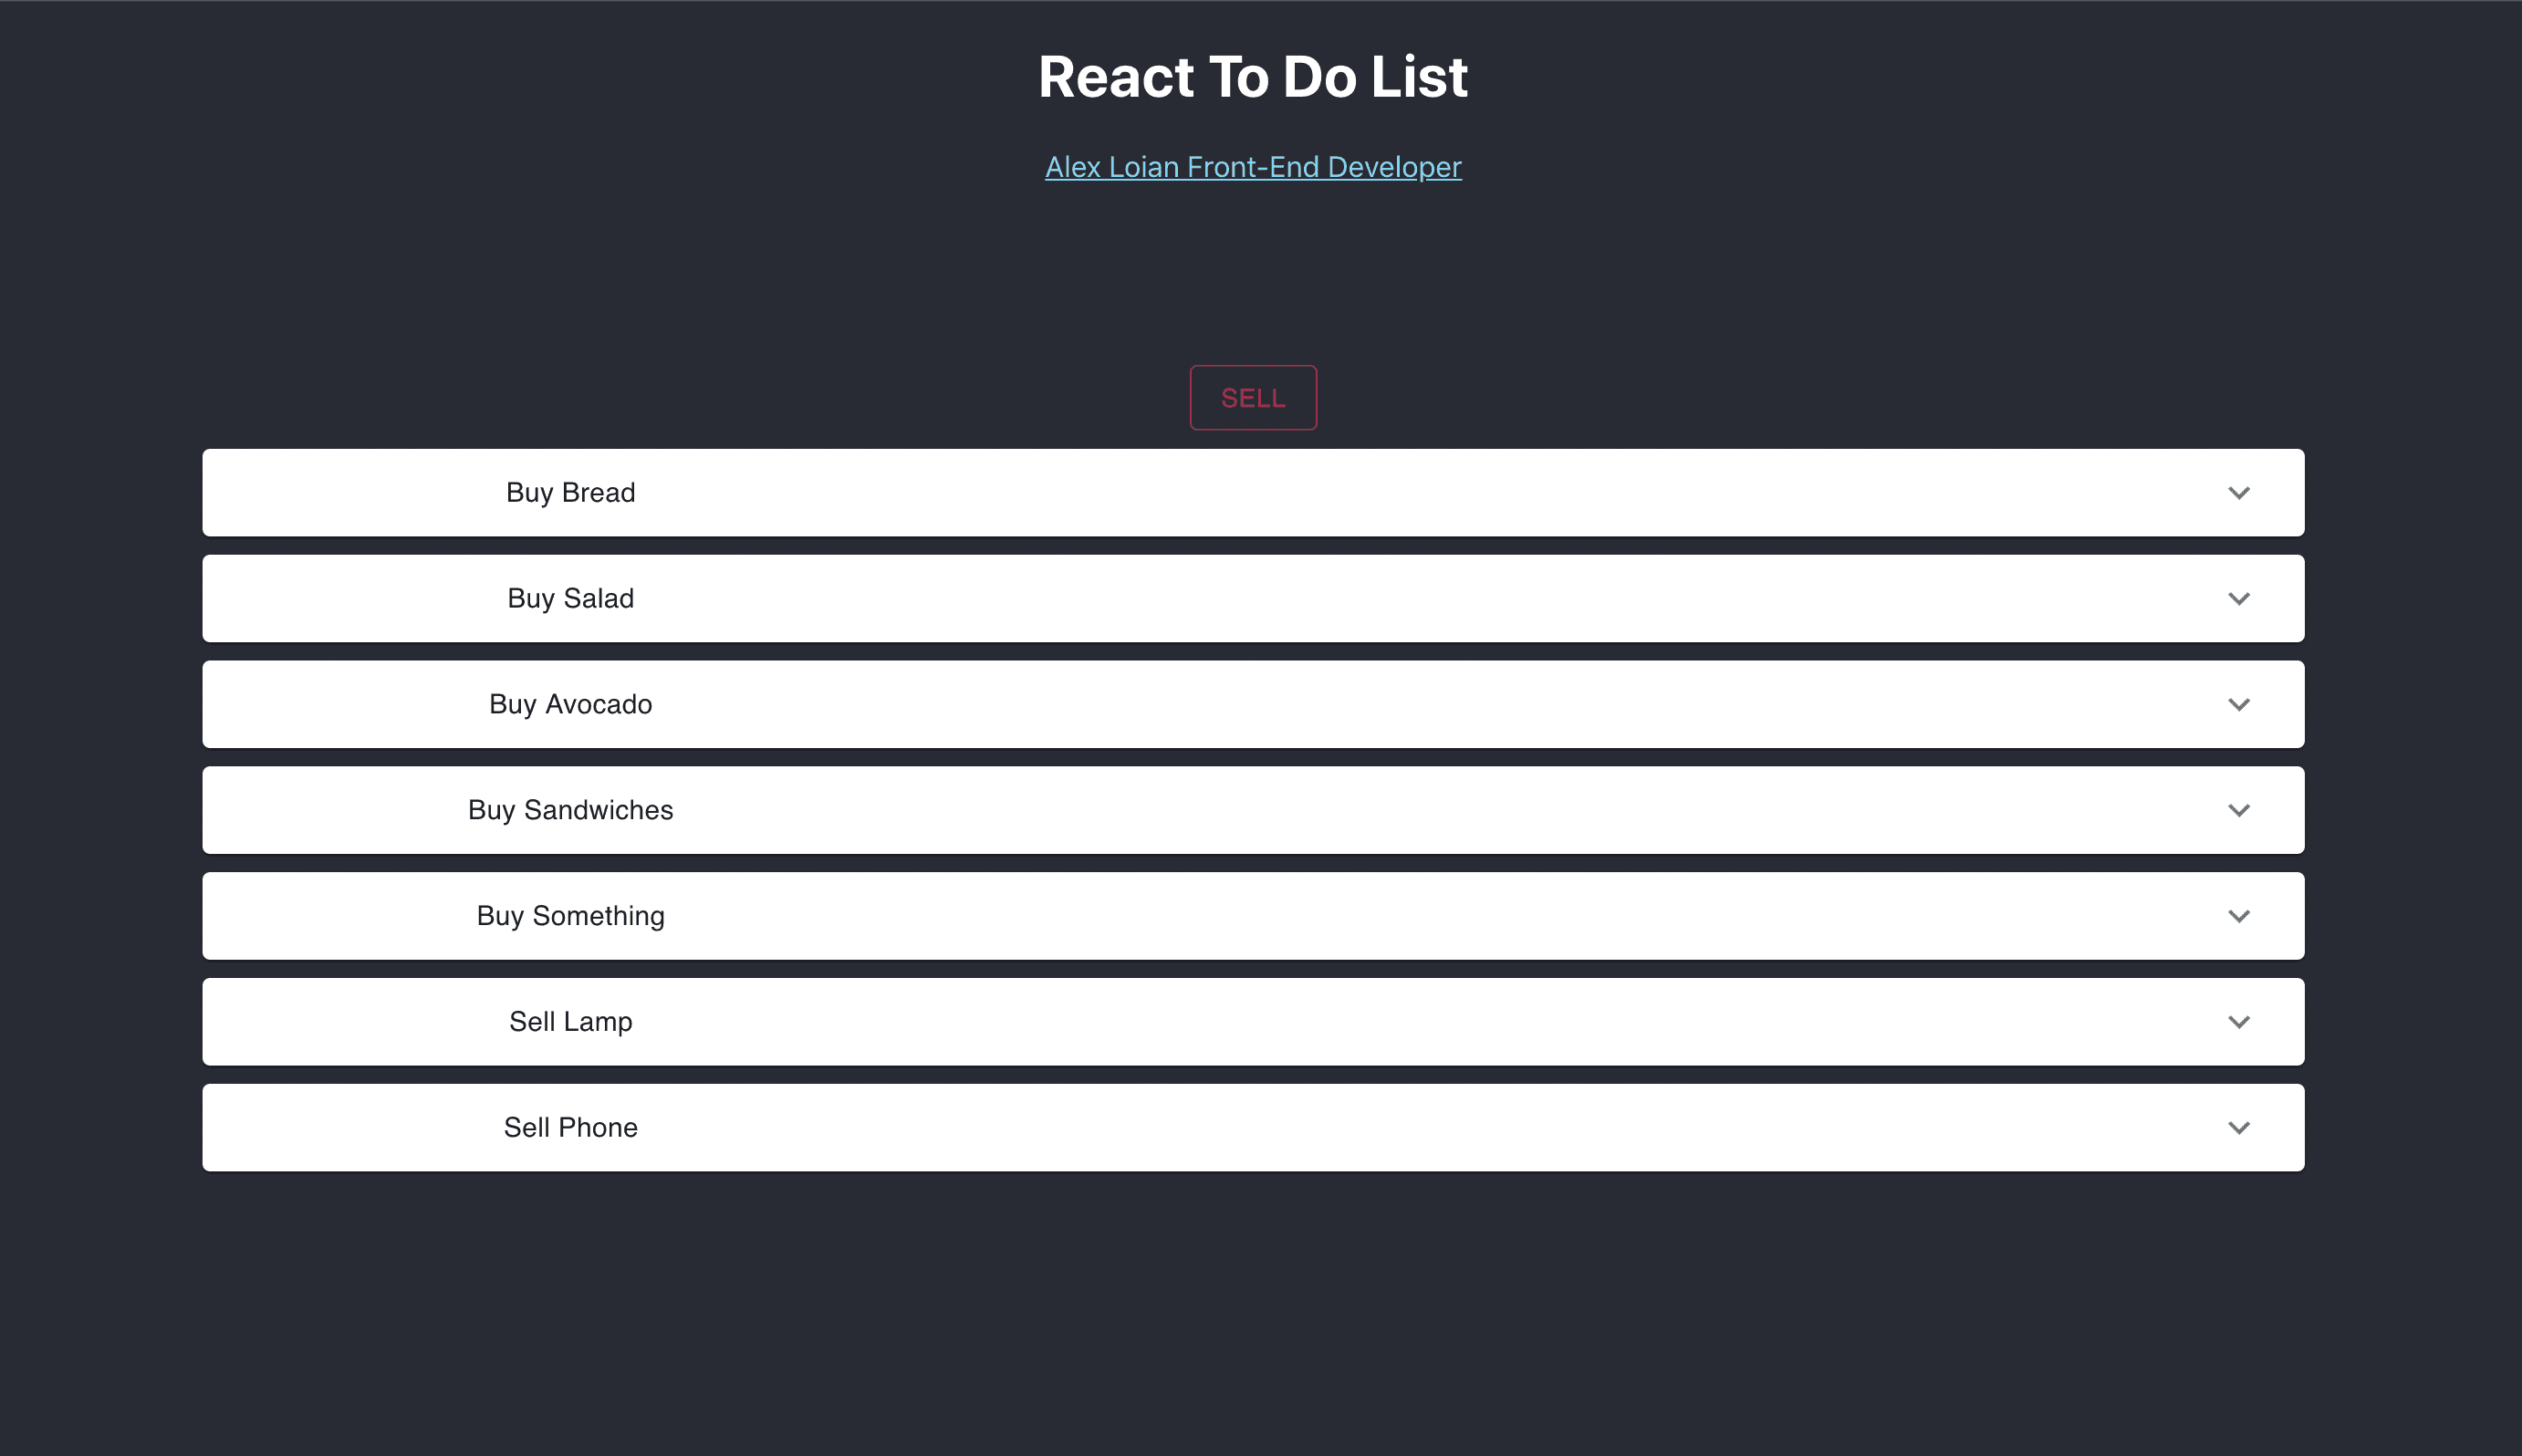 React To Do List
Alex Loian Front-End Developer
SELL
Buy Bread
Buy Salad
Buy Avocado
Buy Sandwiches
Buy Something
Sell Lamp
Sell Phone